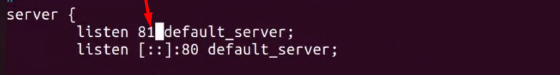 server {
listen 81 default_server;
listen [::]:80 default_server;